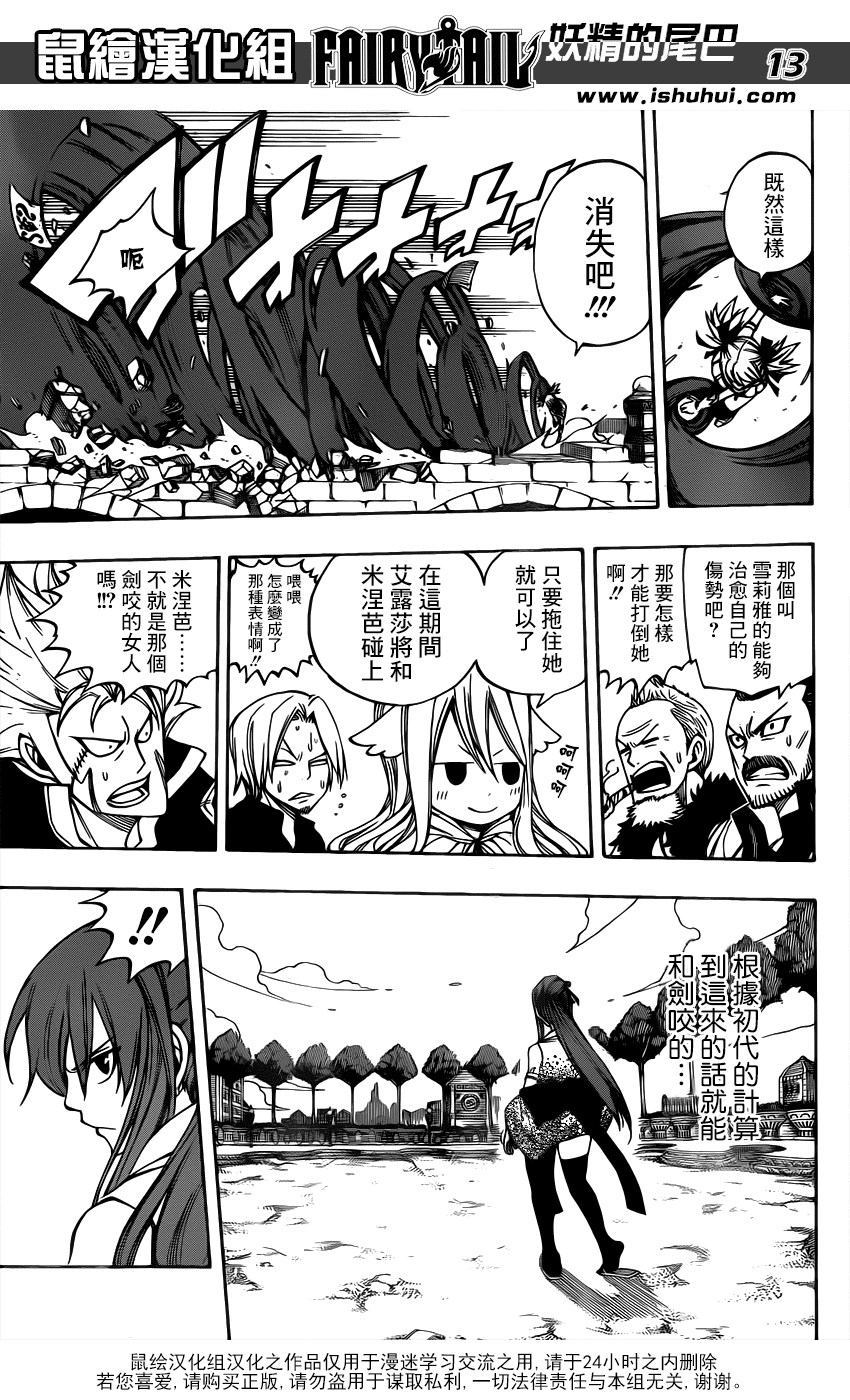 鼠繪漢化組
FAIRY TAIL
妖精的尾巴
13
www.ishuhui.com
既然這樣
消失吧!!!
呃
那個叫
雪莉雅的能夠
治愈自己的
傷勢吧?
那要怎樣
才能打倒她
啊!!
只要拖住她
就可以了
在這期間
艾露莎將和
米涅芭碰上
呵呵呵
喂喂
怎麼變成了
那種表情啊!!
米涅芭……
不就是那個
劍咬的女人
嗎!!?
根據初代的計算
到這來的話就能
和劍咬的…
!!
鼠绘汉化组汉化之作品仅用于漫迷学习交流之用, 请于24小时之内删除
若您喜爱, 请购买正版, 请勿盗用于谋取私利, 一切法律责任与本组无关, 谢谢。